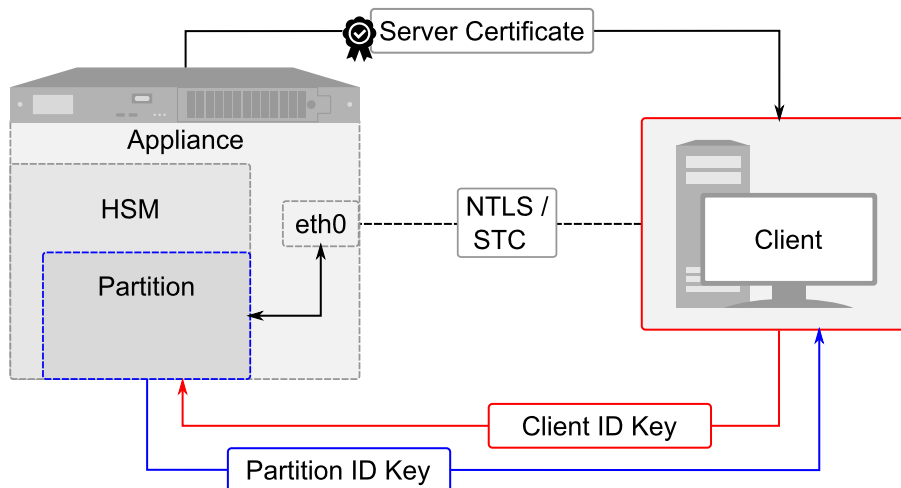 Server Certificate
Appliance
HSM
eth0
NTLS /
STC
Client
Partition
Client ID Key
Partition ID Key